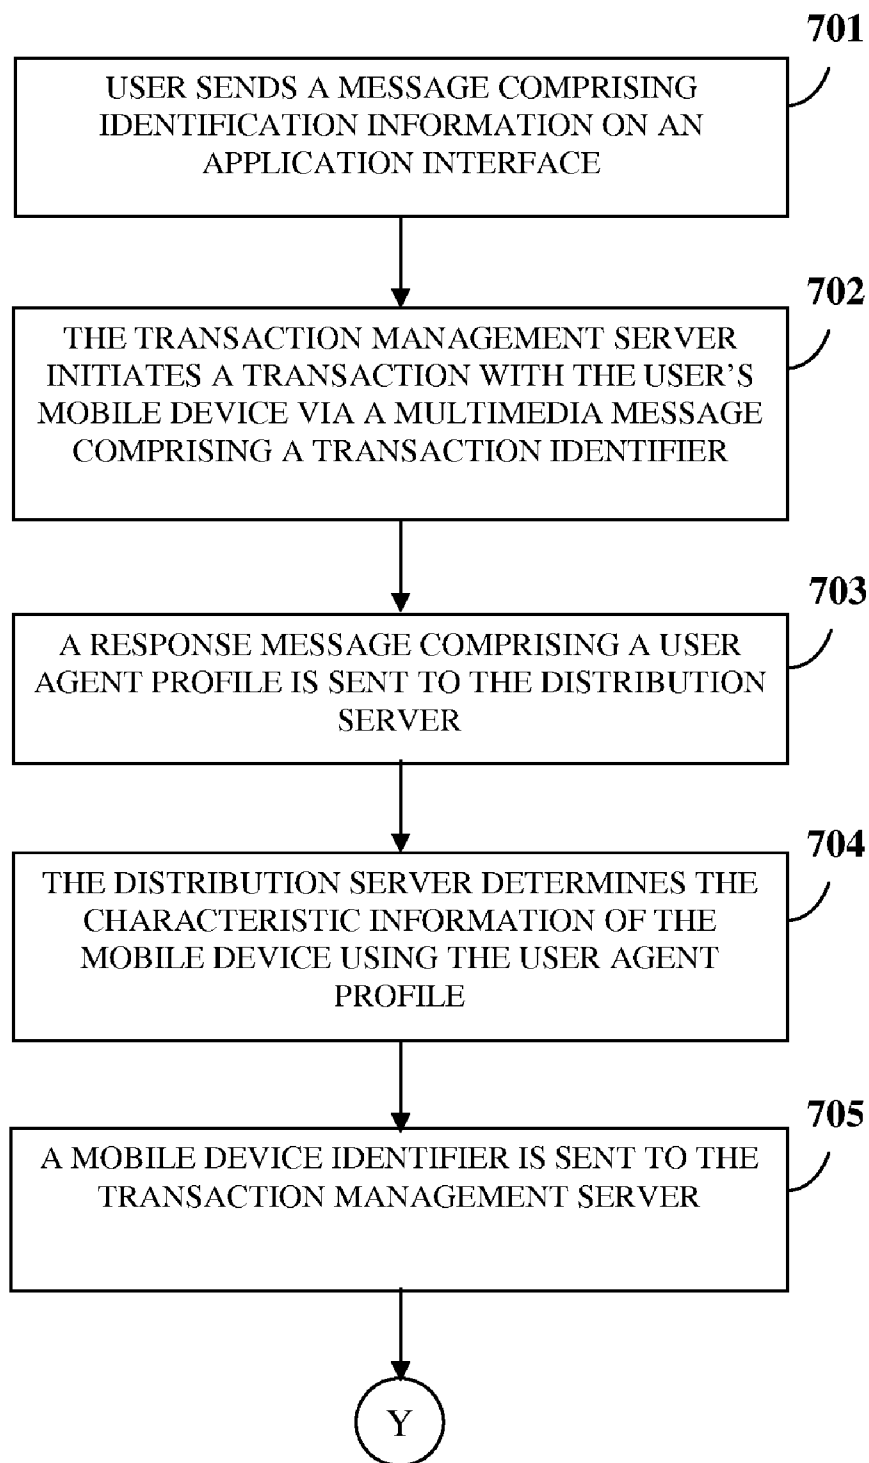 701
USER SENDS A MESSAGE COMPRISING
IDENTIFICATION INFORMATION ON AN
APPLICATION INTERFACE
702
THE TRANSACTION MANAGEMENT SERVER
INITIATES A TRANSACTION WITH THE USER’S
MOBILE DEVICE VIA A MULTIMEDIA MESSAGE
COMPRISING A TRANSACTION IDENTIFIER
703
A RESPONSE MESSAGE COMPRISING A USER
AGENT PROFILE IS SENT TO THE DISTRIBUTION
SERVER
704
THE DISTRIBUTION SERVER DETERMINES THE
CHARACTERISTIC INFORMATION OF THE
MOBILE DEVICE USING THE USER AGENT
PROFILE
705
A MOBILE DEVICE IDENTIFIER IS SENT TO THE
TRANSACTION MANAGEMENT SERVER
Y